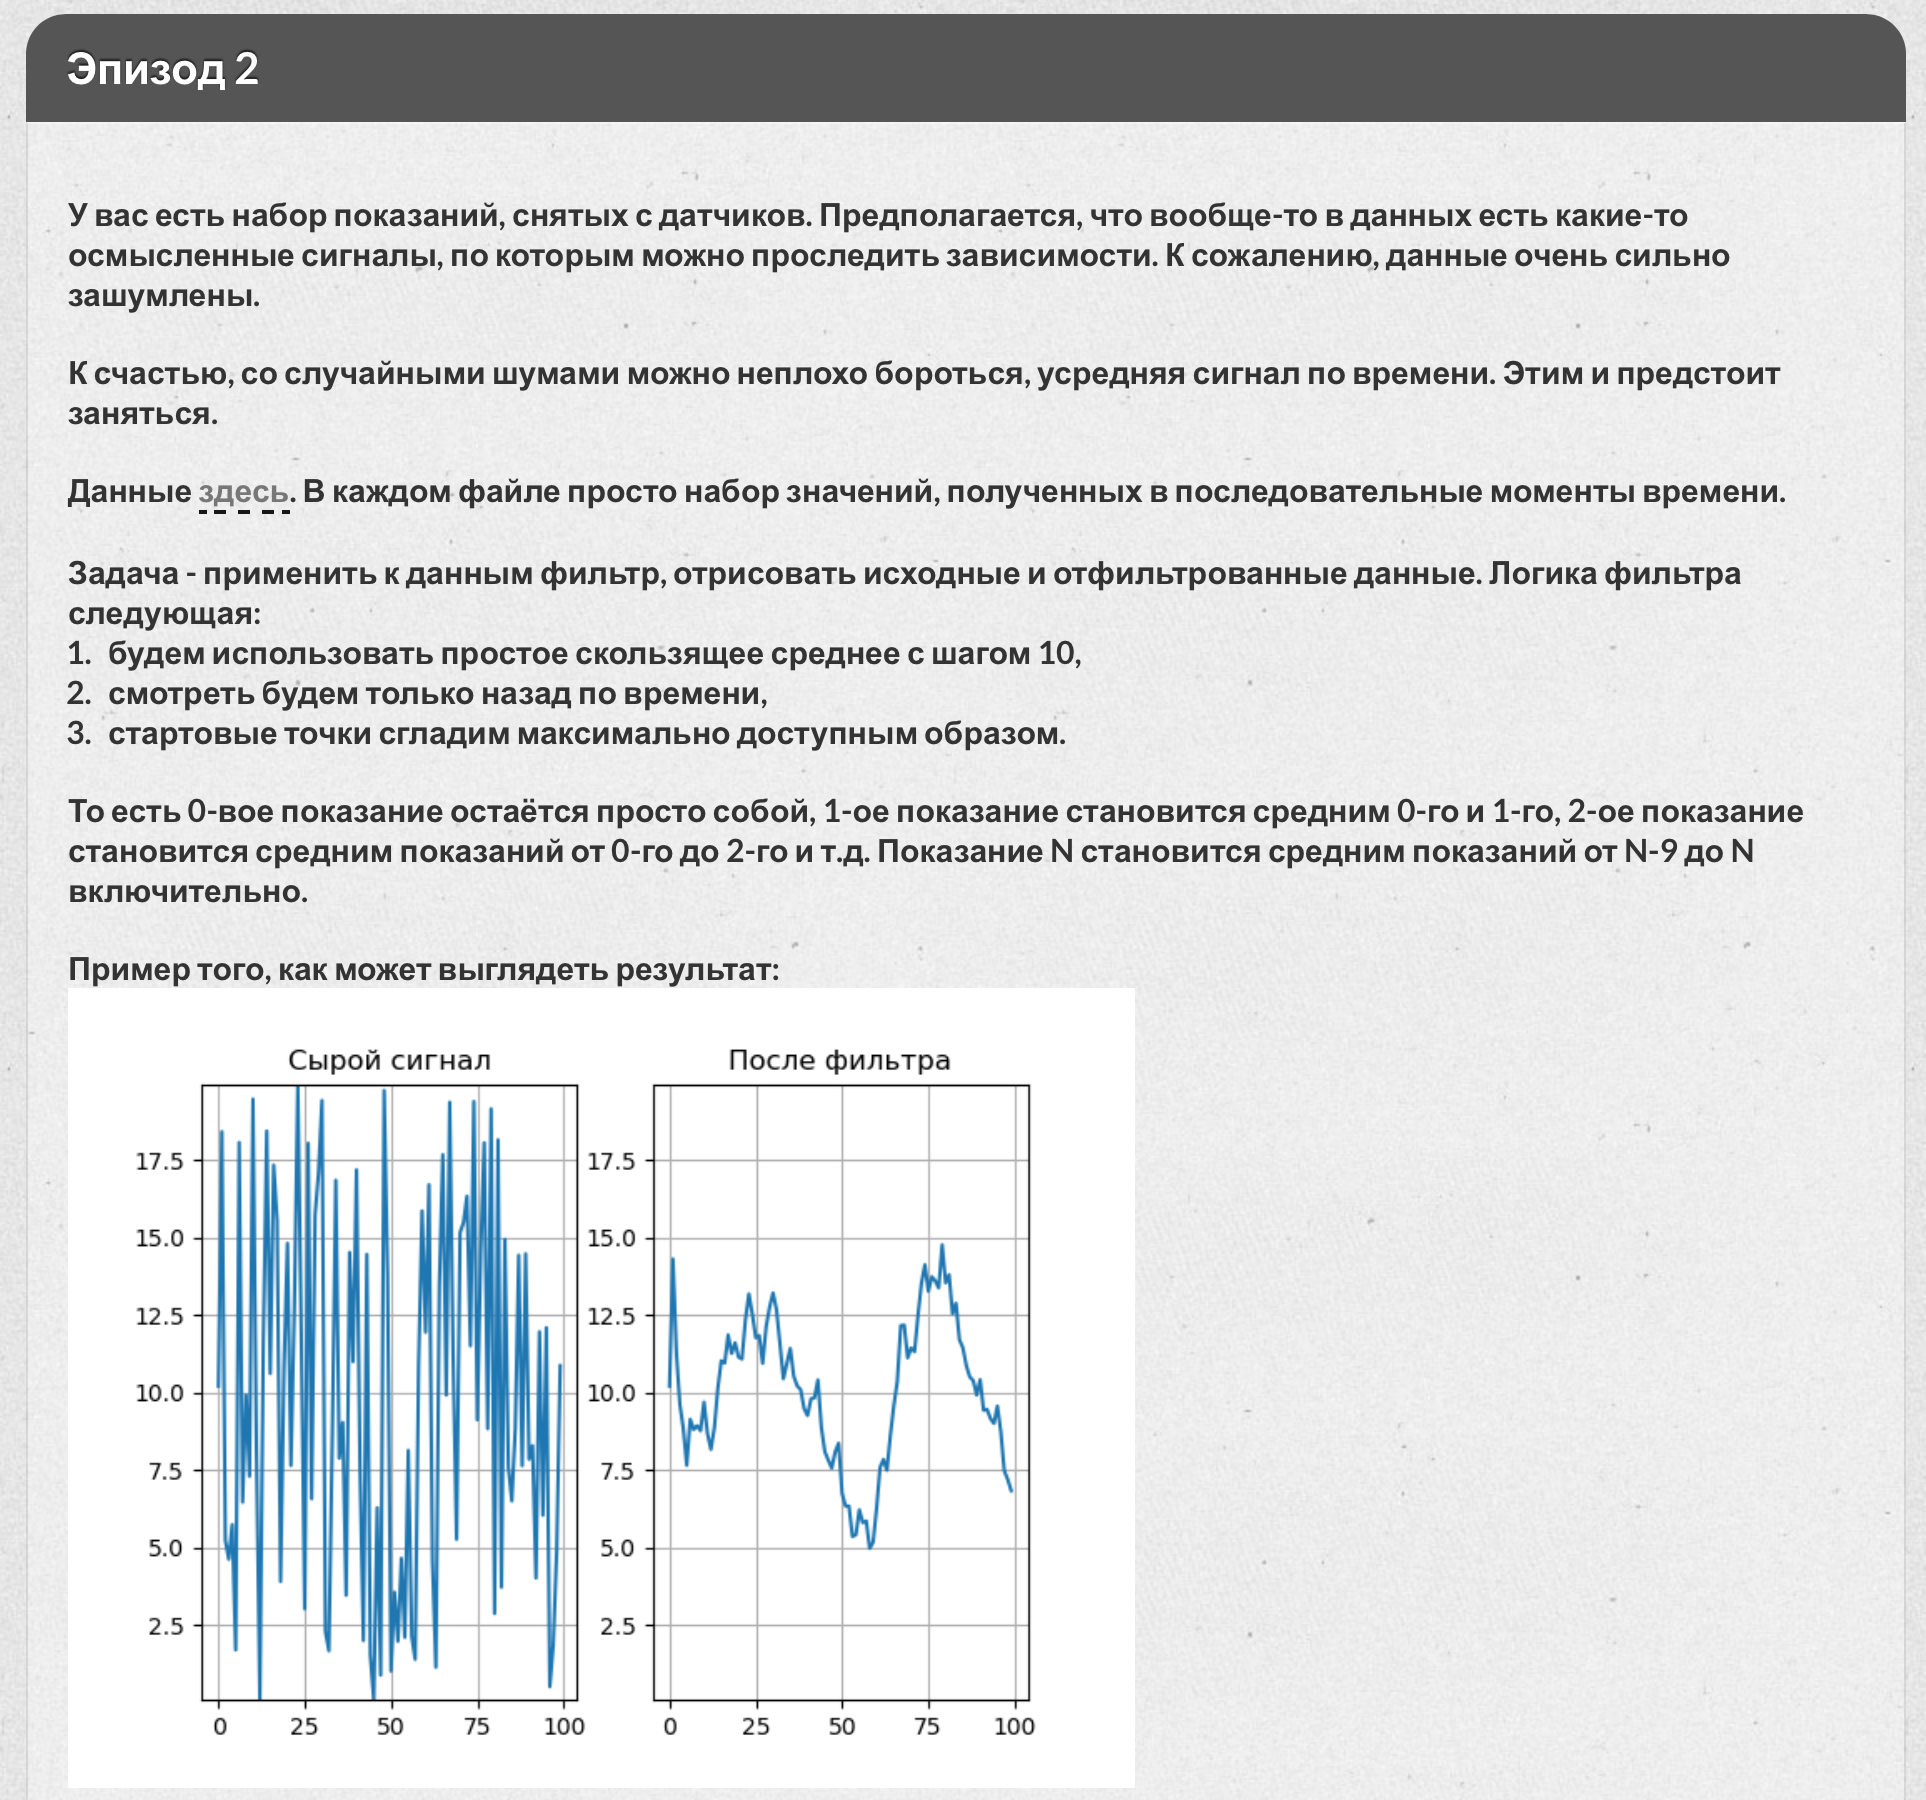 Эпизод 2
У вас есть набор показаний, снятых с датчиков. Предполагается, что вообще-то в данных есть какие-то
осмысленные сигналы, по которым можно проследить зависимости. К сожалению, данные очень сильно
зашумлены.
К счастью, со случайными шумами можно неплохо бороться, усредняя сигнал по времени. Этим и предстоит
заняться.
Данные здесь. В каждом файле просто набор значений, полученных в последовательные моменты времени.
Задача - применить к данным фильтр, отрисовать исходные и отфильтрованные данные. Логика фильтра
следующая:
1. будем использовать простое скользящее среднее с шагом 10,
2. смотреть будем только назад по времени,
3. стартовые точки сгладим максимально доступным образом.
То есть 0-вое показание остаётся просто собой, 1-ое показание становится средним 0-го и 1-го, 2-ое показание
становится средним показаний от 0-го до 2-го и т.д. Показание N становится средним показаний от N-9 до N
включительно.
Пример того, как может выглядеть результат:
Сырой сигнал
17.5
15.0
12.5
10.0
7.5
5.0
2.5
0 25 50 75 100
После фильтра
17.5
15.0
12.5
10.0
7.5
5.0
2.5
0 25 50 75 100